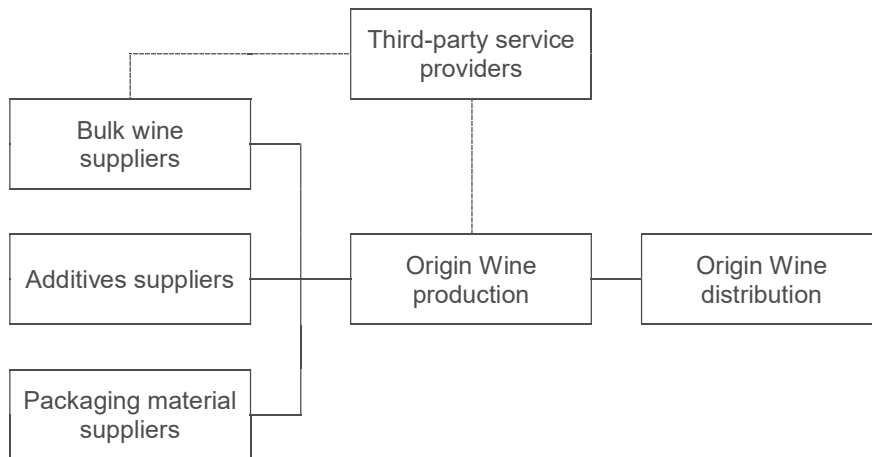 Third-party service
providers
Bulk wine
suppliers
Additives suppliers
Origin Wine
production
Origin Wine
distribution
Packaging material
suppliers